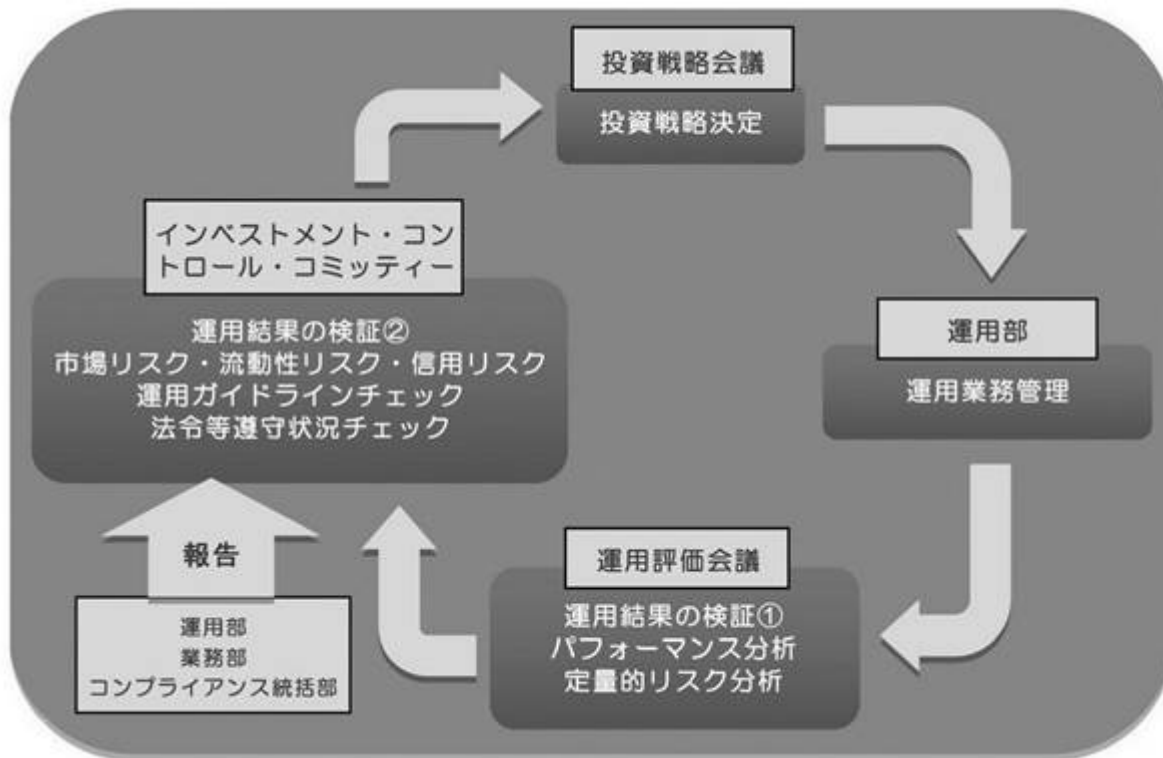 投資戦略会議
投資戦略決定
運用部
運用業務管理
運用評価会議
運用結果の検証①
パフォーマンス分析
定量的リスク分析
インベストメント・コン
トロール・コミッティー
運用結果の検証②
市場リスク・流動性リスク・信用リスク
運用ガイドラインチェック
法令等遵守状況チェック
報告
運用部
業務部
コンプライアンス統括部